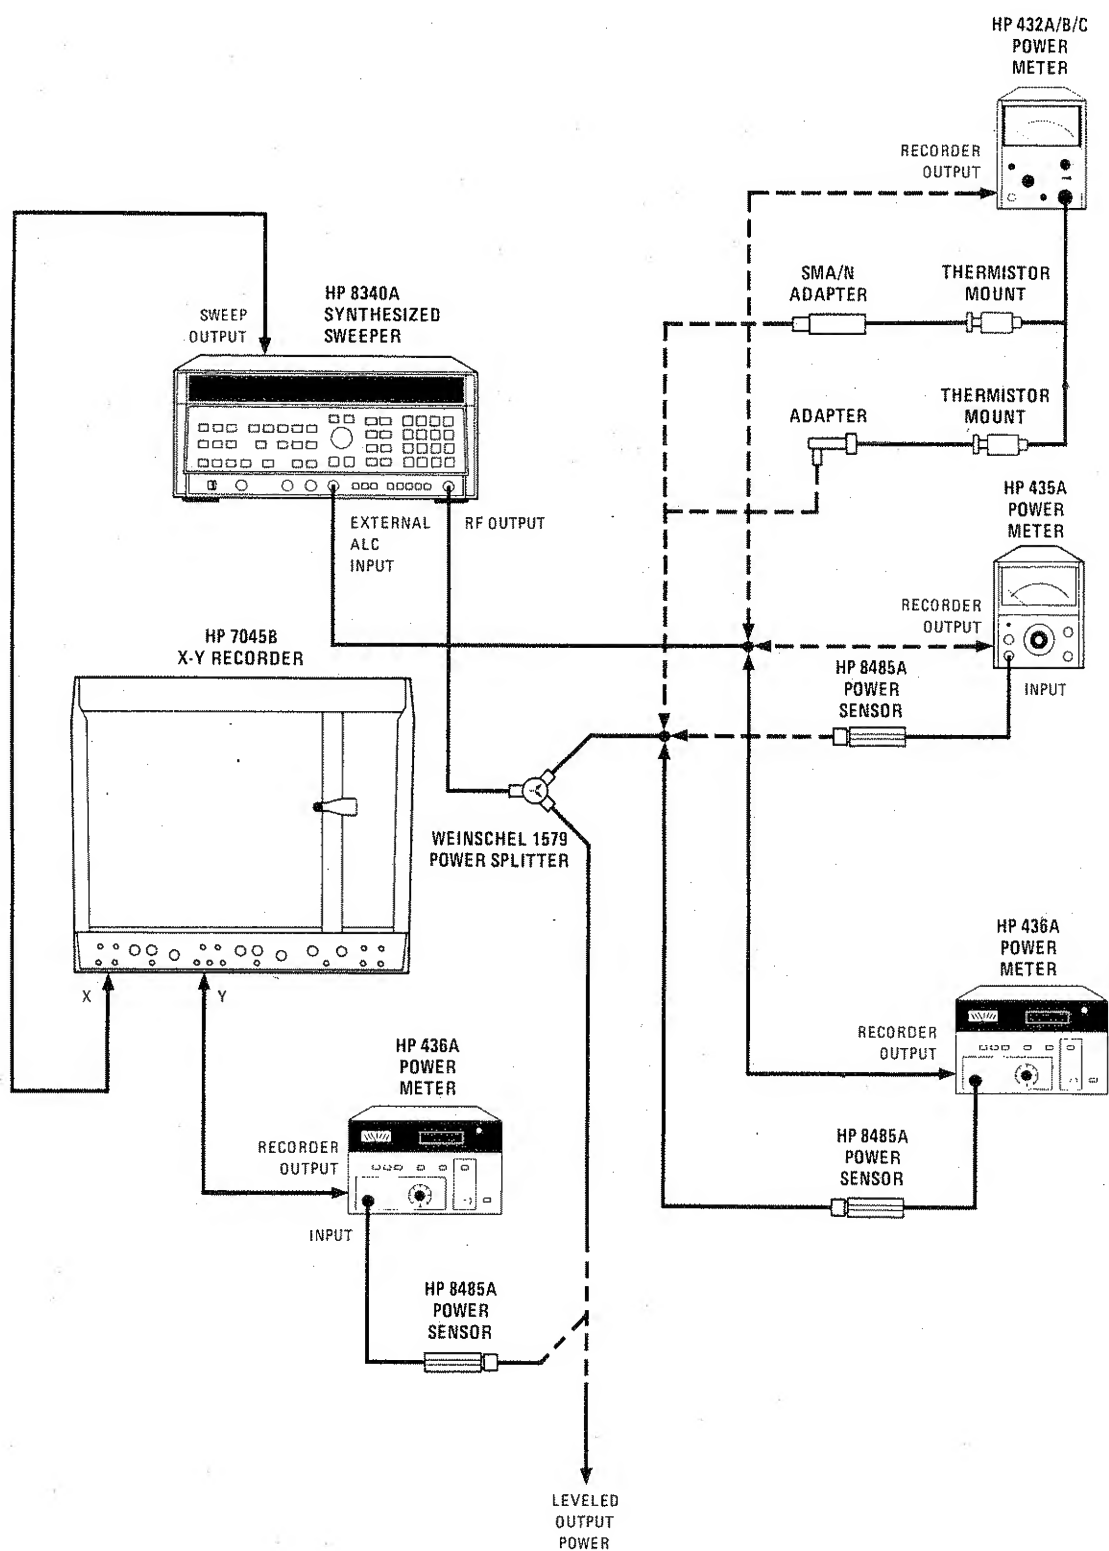 HP 432A/B/C
POWER
METER
RECORDER
OUTPUT
SMA/N
ADAPTER
THERMISTOR
MOUNT
HP 8340A
SYNTHESIZED
SWEEPER
SWEEP
OUTPUT
ADAPTER
THERMISTOR
MOUNT
HP 435A
POWER
METER
EXTERNAL
ALC
INPUT
RF OUTPUT
RECORDER
OUTPUT
INPUT
HP 7045B
X-Y RECORDER
HP 8485A
POWER
SENSOR
WEINSCHEL 1579
POWER SPLITTER
X
Y
HP 436A
POWER
METER
RECORDER
OUTPUT
HP 436A
POWER
METER
RECORDER
OUTPUT
INPUT
HP 8485A
POWER
SENSOR
HP 8485A
POWER
SENSOR
LEVELED
OUTPUT
POWER